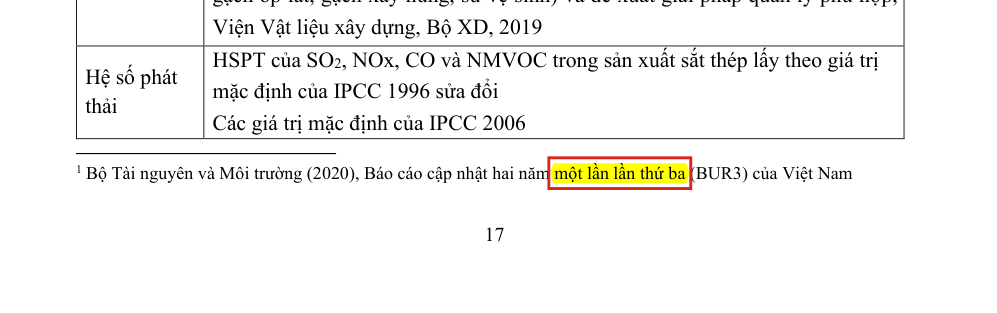 Viện Vật liệu xây dựng, Bộ XD, 2019
Hệ số phát
thải
HSPT của SO₂, NOx, CO và NMVOC trong sản xuất sắt thép lấy theo giá trị
mặc định của IPCC 1996 sửa đổi
Các giá trị mặc định của IPCC 2006
¹ Bộ Tài nguyên và Môi trường (2020), Báo cáo cập nhật hai năm một lần lần thứ ba (BUR3) của Việt Nam
17